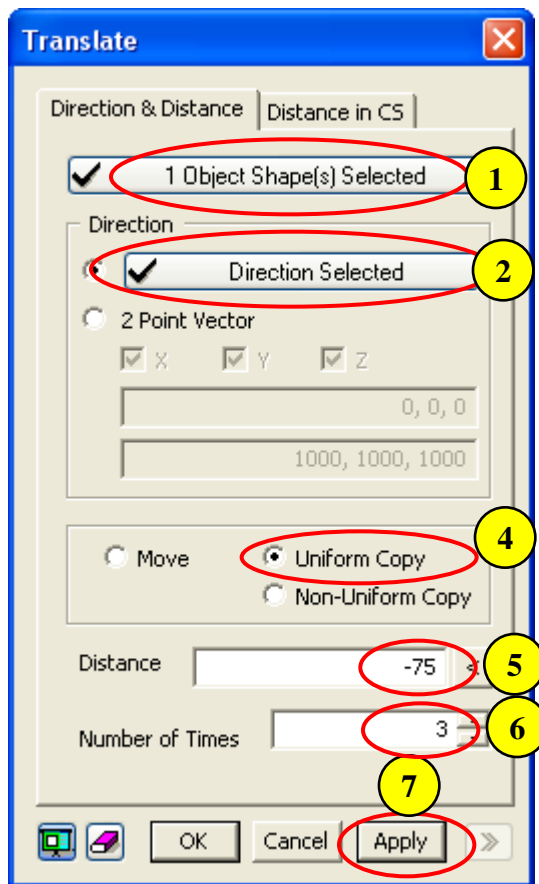 Translate
Direction & Distance Distance in CS
1 Object Shape(s) Selected 1
Direction
Direction Selected 2
2 Point Vector
X Y Z
0, 0, 0
1000, 1000, 1000
4
Move Uniform Copy
Non-Uniform Copy
Distance -75 < 5
Number of Times 3 6
7
OK Cancel Apply >>